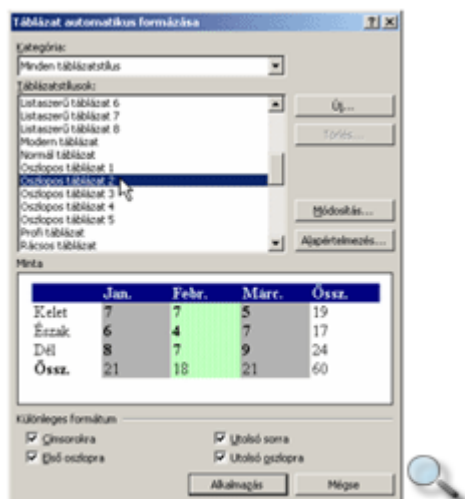 Táblázat automatikus formázása
Kategória:
Minden táblázatstílus
Táblázatstílusok:
Listaszerű táblázat 6
Listaszerű táblázat 7
Listaszerű táblázat 8
Modern táblázat
Normál táblázat
Oszlopos táblázat 1
Oszlopos táblázat 2
Oszlopos táblázat 3
Oszlopos táblázat 4
Oszlopos táblázat 5
Profi táblázat
Rácsos táblázat
Új...
Törlés...
Módosítás...
Alapértelmezés...
Minta
Jan. Febr. Márc. Össz.
Kelet 7 7 5 19
Észak 6 4 7 17
Dél 8 7 9 24
Össz. 21 18 21 60
Különleges formátum
Címsorokra Utolsó sorra
Első oszlopra Utolsó oszlopra
Alkalmazás Mégse